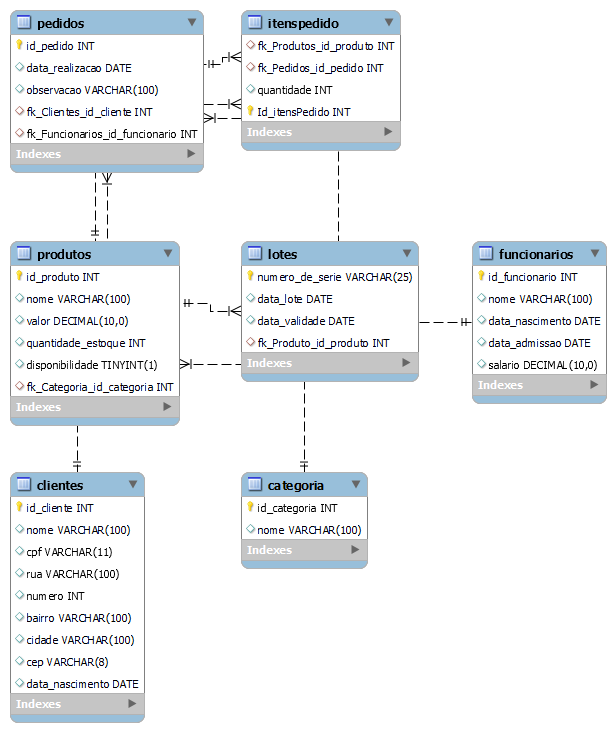 pedidos
id_pedido INT
data_realizacao DATE
observacao VARCHAR(100)
fk_Clientes_id_cliente INT
fk_Funcionarios_id_funcionario INT
Indexes
itenspedido
fk_Produtos_id_produto INT
fk_Pedidos_id_pedido INT
quantidade INT
Id_itensPedido INT
Indexes
produtos
id_produto INT
nome VARCHAR(100)
valor DECIMAL(10,0)
quantidade_estoque INT
disponibilidade TINYINT(1)
fk_Categoria_id_categoria INT
Indexes
lotes
numero_de_serie VARCHAR(25)
data_lote DATE
data_validade DATE
fk_Produto_id_produto INT
Indexes
funcionarios
id_funcionario INT
nome VARCHAR(100)
data_nascimento DATE
data_admissao DATE
salario DECIMAL(10,0)
Indexes
clientes
id_cliente INT
nome VARCHAR(100)
cpf VARCHAR(11)
rua VARCHAR(100)
numero INT
bairro VARCHAR(100)
cidade VARCHAR(100)
cep VARCHAR(8)
data_nascimento DATE
Indexes
categoria
id_categoria INT
nome VARCHAR(100)
Indexes